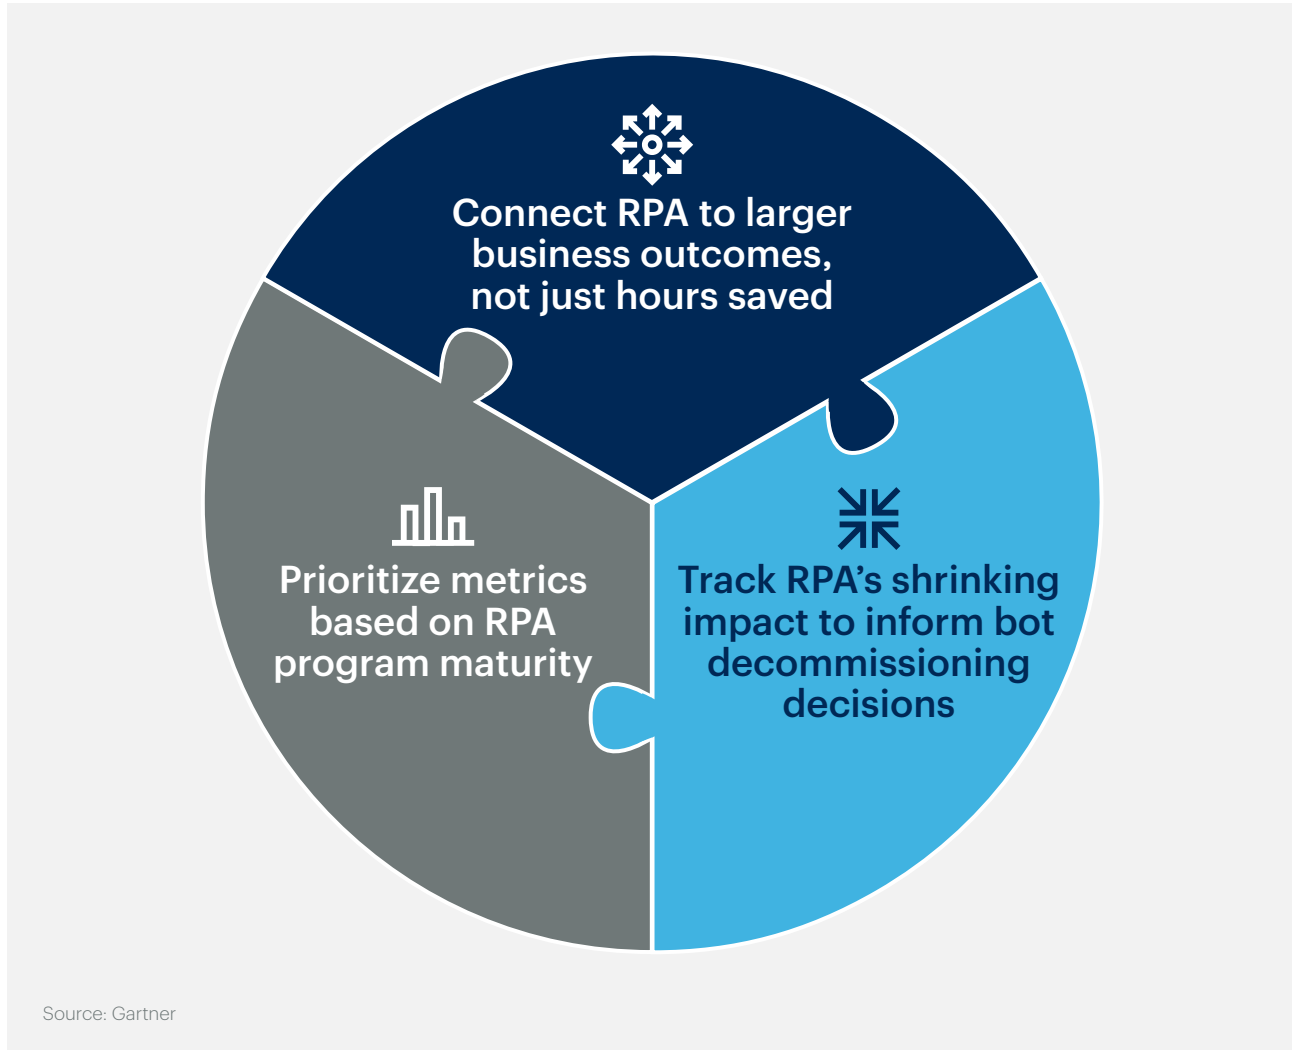 Connect RPA to larger
business outcomes,
not just hours saved
Prioritize metrics
based on RPA
program maturity
Track RPA’s shrinking
impact to inform bot
decommissioning
decisions
Source: Gartner